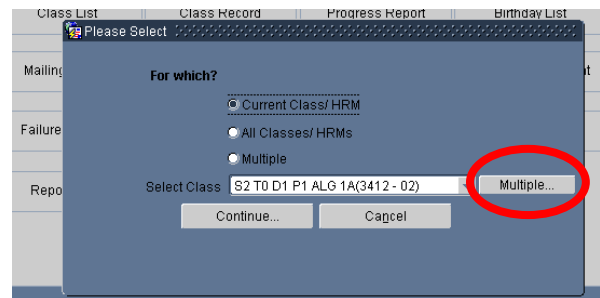 Class List Class Record Progress Report Birthday List
Please Select
Mailing
For which?
Current Class/ HRM
Failure
All Classes/ HRMs
Multiple
Repo
Select Class S2 T0 D1 P1 ALG 1A(3412 - 02) Multiple...
Continue... Cancel